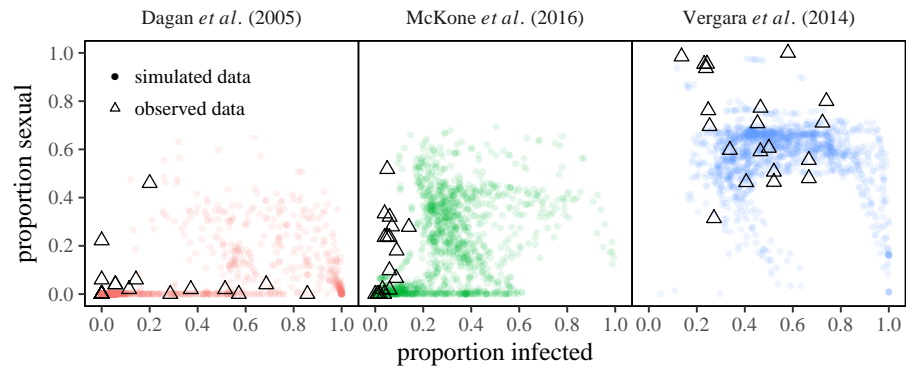 Dagan et al. (2005) McKone et al. (2016) Vergara et al. (2014)
1.0
simulated data
0.8
observed data
0.6
0.4
0.2
0.0
proportion sexual
0.0 0.2 0.4 0.6 0.8 1.0 0.0 0.2 0.4 0.6 0.8 1.0 0.0 0.2 0.4 0.6 0.8 1.0
proportion infected